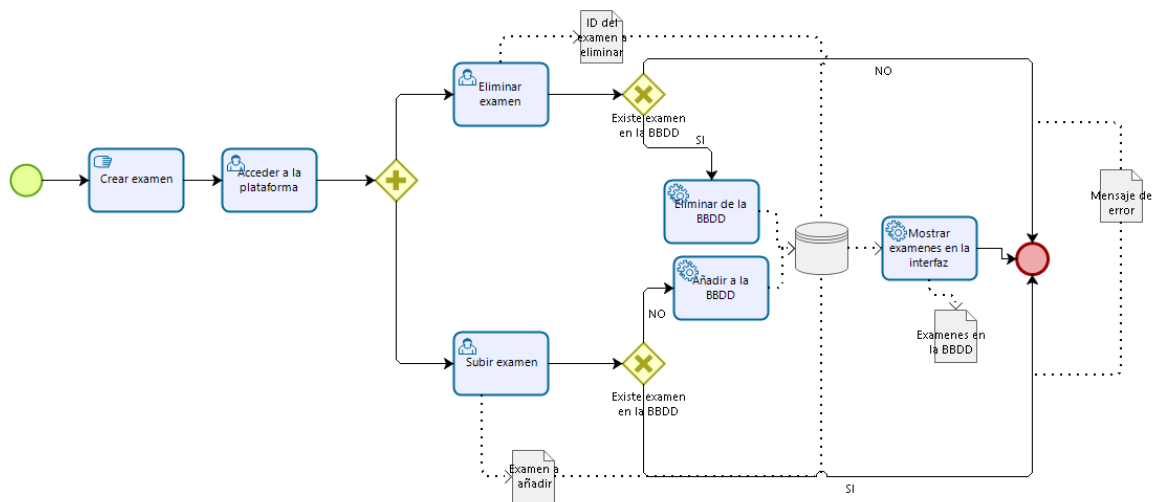 ID del
examen a
eliminar
NO
Eliminar
examen
Existe examen
en la BBDD
SI
Crear examen
Acceder a la
plataforma
Eliminar de la
BBDD
Mensaje de
error
Mostrar
examenes en la
interfaz
Añadir a la
BBDD
NO
Examenes en
la BBDD
Subir examen
Existe examen
en la BBDD
Examen a
añadir
SI